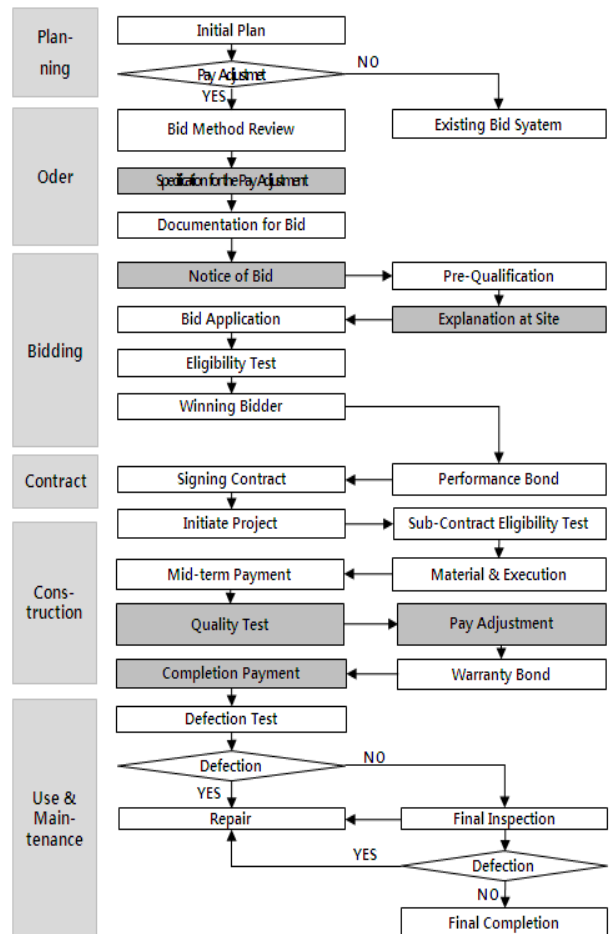 Plan-
ning
Initial Plan
Pay Adjustmet
NO
YES
Oder
Bid Method Review
Existing Bid Syatem
Specification for the Pay Adjustment
Documentation for Bid
Bidding
Notice of Bid
Pre-Qualification
Bid Application
Explanation at Site
Eligibility Test
Winning Bidder
Contract
Signing Contract
Performance Bond
Cons-
truction
Initiate Project
Sub-Contract Eligibility Test
Mid-term Payment
Material & Execution
Quality Test
Pay Adjustment
Completion Payment
Warranty Bond
Use &
Main-
tenance
Defection Test
Defection
NO
YES
Repair
Final Inspection
YES
Defection
NO
Final Completion